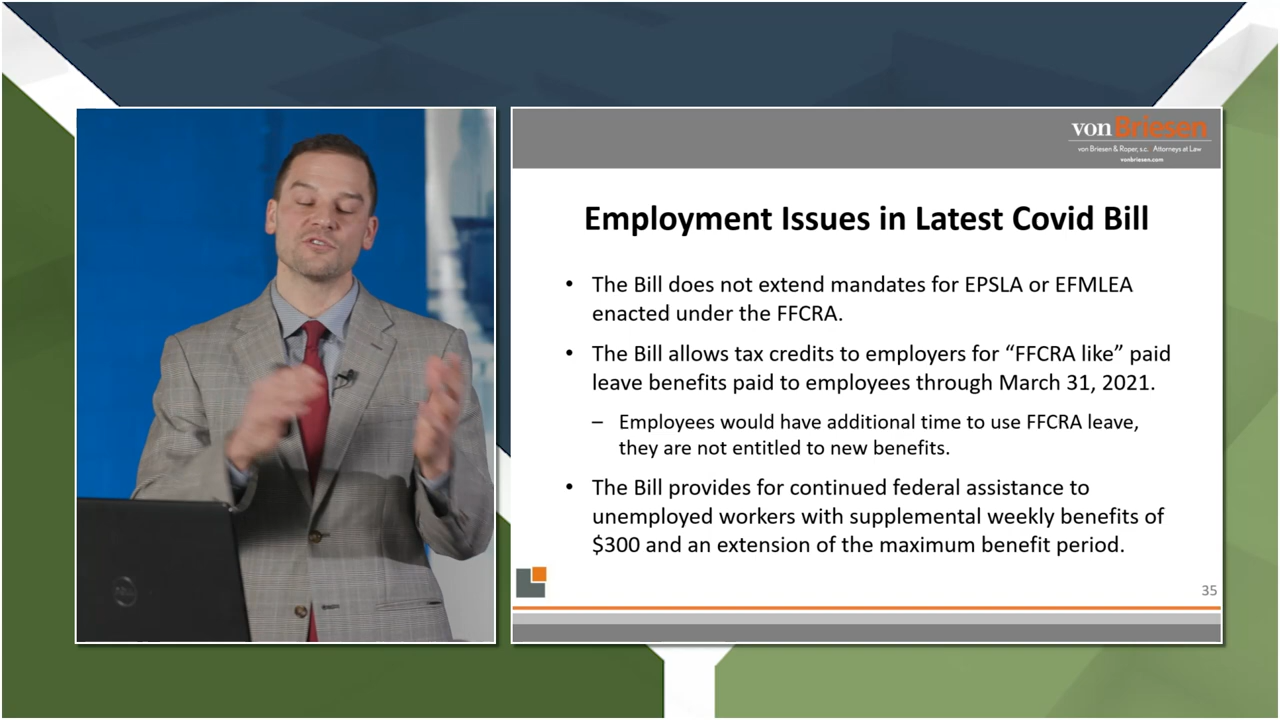 von Briesen
von Briesen & Roper, s.c. Attorneys at Law
vonbriesen.com
Employment Issues in Latest Covid Bill
• The Bill does not extend mandates for EPSLA or EFMLEA
enacted under the FFCRA.
• The Bill allows tax credits to employers for “FFCRA like” paid
leave benefits paid to employees through March 31, 2021.
– Employees would have additional time to use FFCRA leave,
they are not entitled to new benefits.
• The Bill provides for continued federal assistance to
unemployed workers with supplemental weekly benefits of
$300 and an extension of the maximum benefit period.
35
DELL